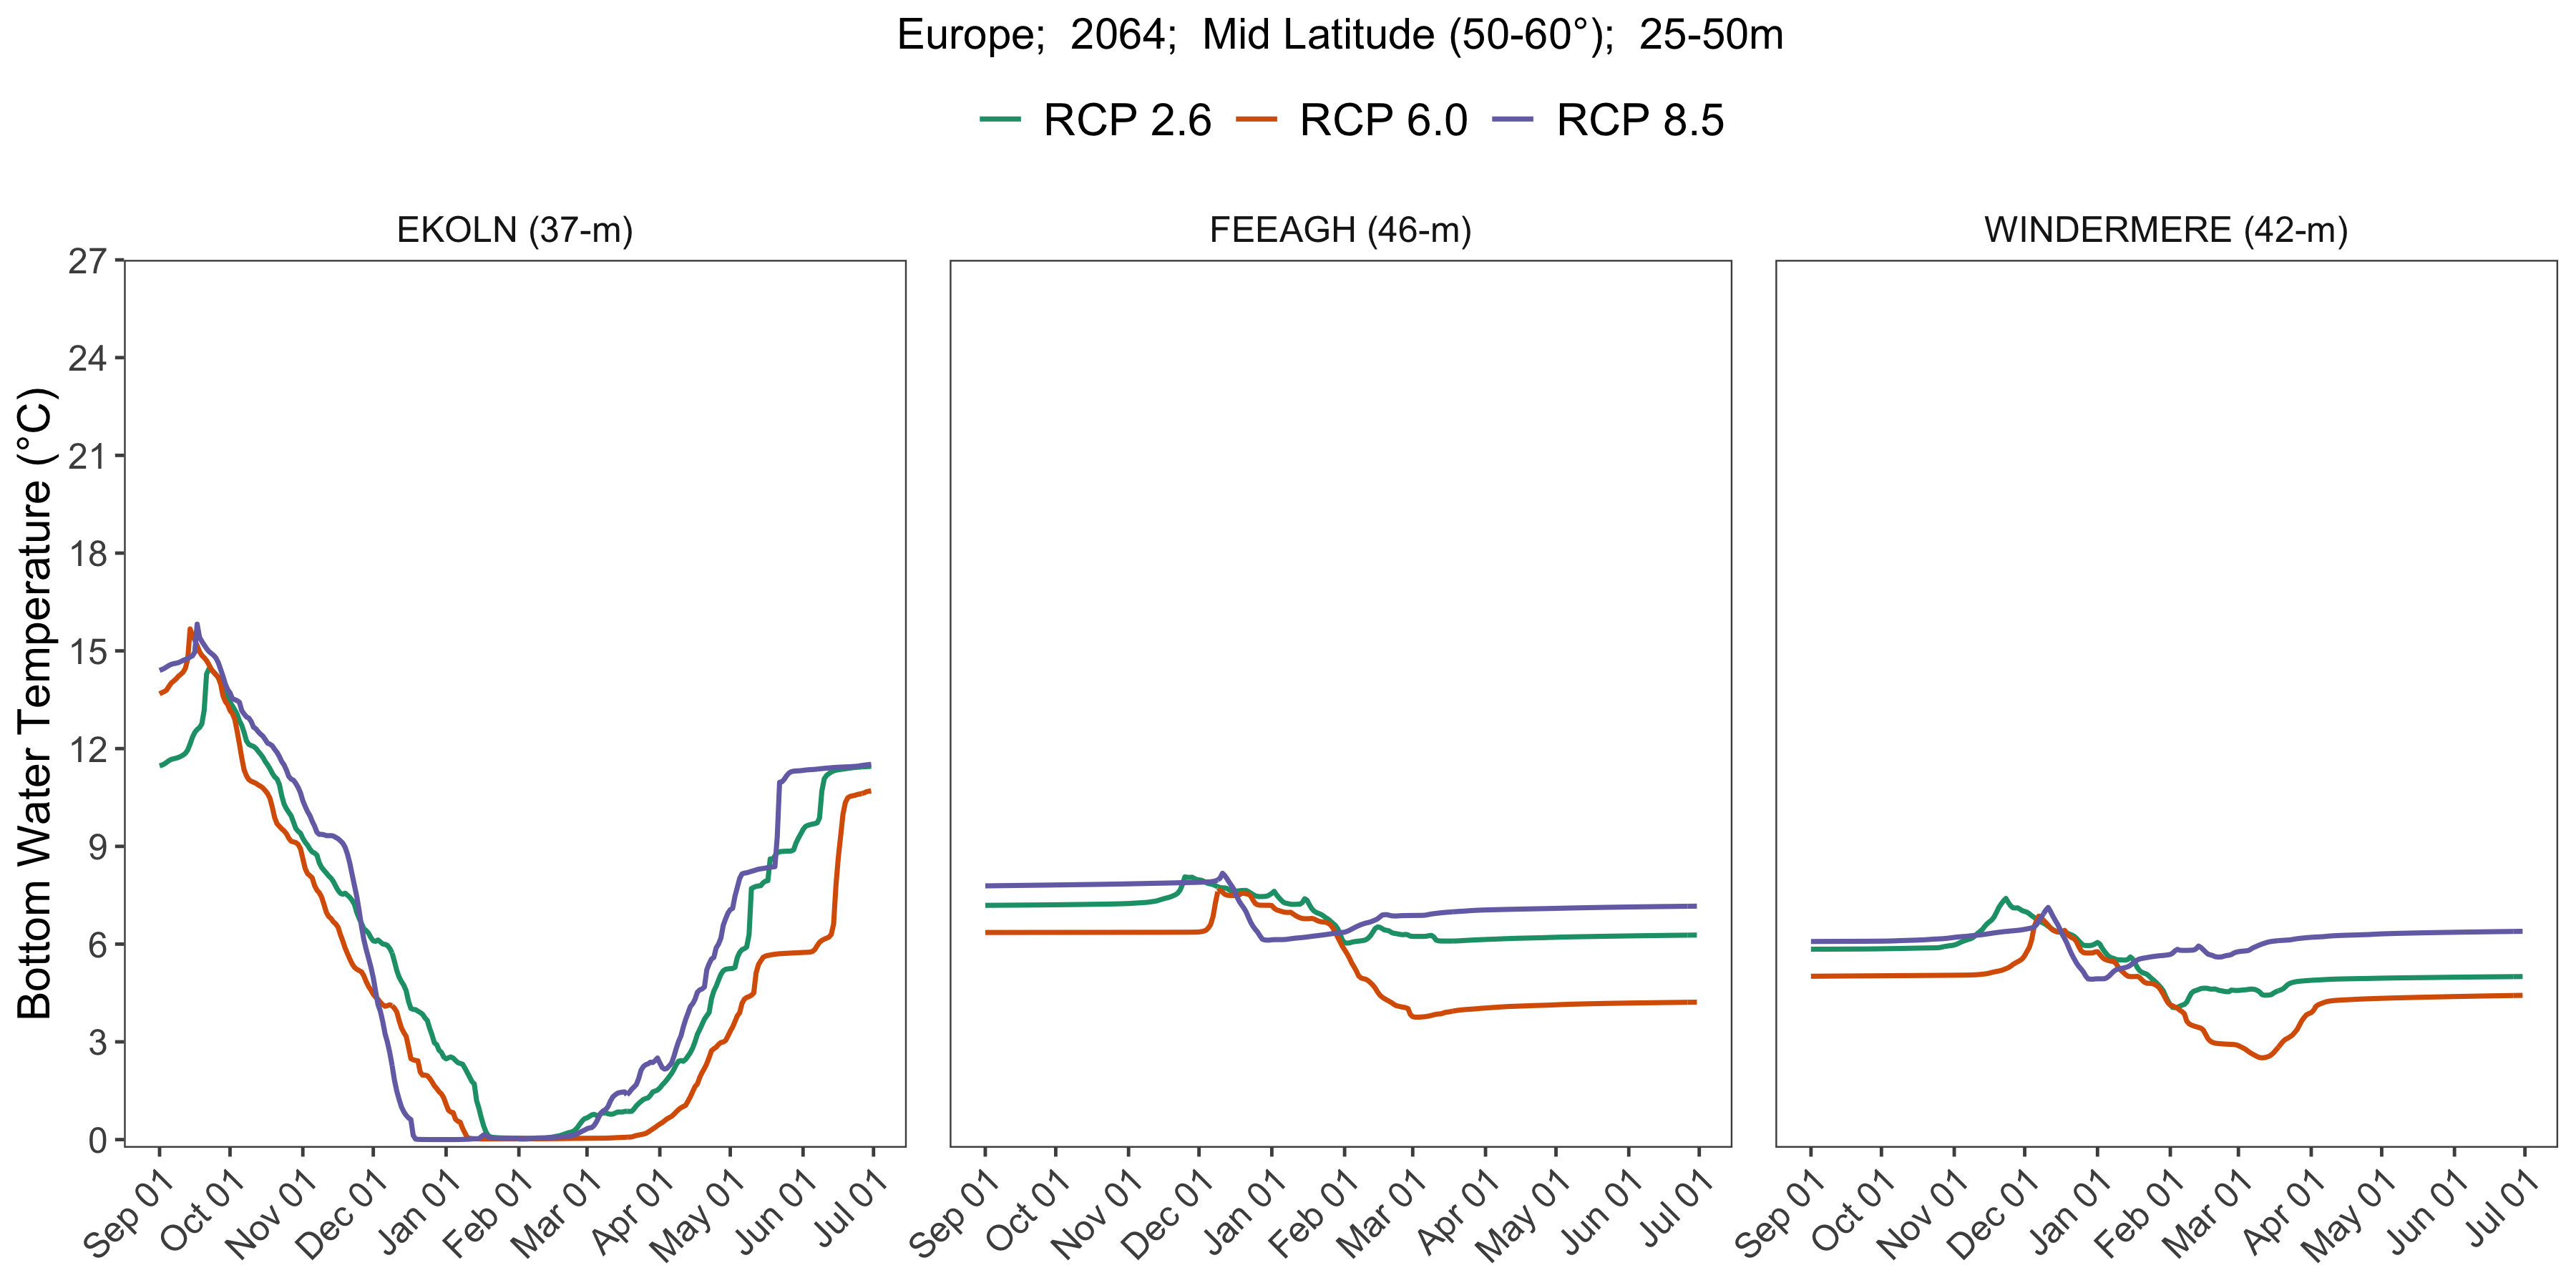 Europe;  2064;  Mid Latitude (50-60°);  25-50m
RCP 2.6 RCP 6.0 RCP 8.5
EKOLN (37-m) FEEAGH (46-m) WINDERMERE (42-m)
Bottom Water Temperature (°C)
27
24
21
18
15
12
9
6
3
0
Sep 01 Oct 01 Nov 01 Dec 01 Jan 01 Feb 01 Mar 01 Apr 01 May 01 Jun 01 Jul 01
Sep 01 Oct 01 Nov 01 Dec 01 Jan 01 Feb 01 Mar 01 Apr 01 May 01 Jun 01 Jul 01
Sep 01 Oct 01 Nov 01 Dec 01 Jan 01 Feb 01 Mar 01 Apr 01 May 01 Jun 01 Jul 01